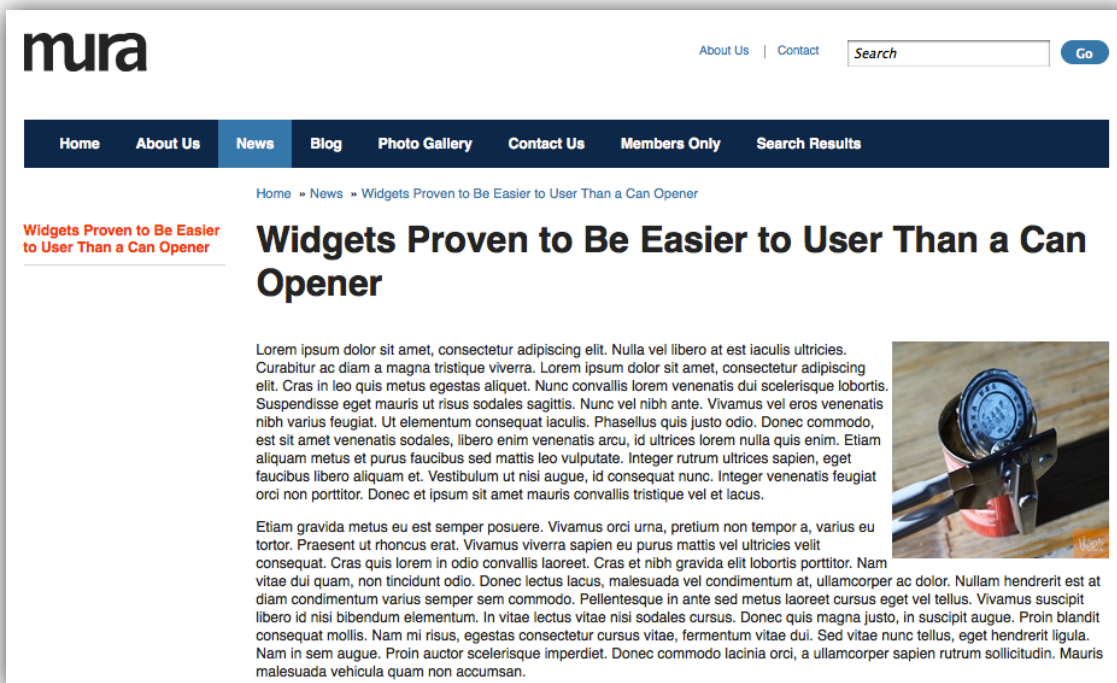 mura
About Us | Contact
Search
Go
Home About Us News Blog Photo Gallery Contact Us Members Only Search Results
Home » News » Widgets Proven to Be Easier to User Than a Can Opener
Widgets Proven to Be Easier
to User Than a Can Opener
Widgets Proven to Be Easier to User Than a Can
Opener
Lorem ipsum dolor sit amet, consectetur adipiscing elit. Nulla vel libero at est iaculis ultricies.
Curabitur ac diam a magna tristique viverra. Lorem ipsum dolor sit amet, consectetur adipiscing
elit. Cras in leo quis metus egestas aliquet. Nunc convallis lorem venenatis dui scelerisque lobortis.
Suspendisse eget mauris ut risus sodales sagittis. Nunc vel nibh ante. Vivamus vel eros venenatis
nibh varius feugiat. Ut elementum consequat iaculis. Phasellus quis justo odio. Donec commodo,
est sit amet venenatis sodales, libero enim venenatis arcu, id ultrices lorem nulla quis enim. Etiam
aliquam metus et purus faucibus sed mattis leo vulputate. Integer rutrum ultrices sapien, eget
faucibus libero aliquam et. Vestibulum ut nisi augue, id consequat nunc. Integer venenatis feugiat
orci non porttitor. Donec et ipsum sit amet mauris convallis tristique vel et lacus.
Etiam gravida metus eu est semper posuere. Vivamus orci urna, pretium non tempor a, varius eu
tortor. Praesent ut rhoncus erat. Vivamus viverra sapien eu purus mattis vel ultricies velit
consequat. Cras quis lorem in odio convallis laoreet. Cras et nibh gravida elit lobortis porttitor. Nam
vitae dui quam, non tincidunt odio. Donec lectus lacus, malesuada vel condimentum at, ullamcorper ac dolor. Nullam hendrerit est at
diam condimentum varius semper sem commodo. Pellentesque in ante sed metus laoreet cursus eget vel tellus. Vivamus suscipit
libero id nisi bibendum elementum. In vitae lectus vitae nisi sodales cursus. Donec quis magna justo, in suscipit augue. Proin blandit
consequat mollis. Nam mi risus, egestas consectetur cursus vitae, fermentum vitae dui. Sed vitae nunc tellus, eget hendrerit ligula.
Nam in sem augue. Proin auctor scelerisque imperdiet. Donec commodo lacinia orci, a ullamcorper sapien rutrum sollicitudin. Mauris
malesuada vehicula quam non accumsan.